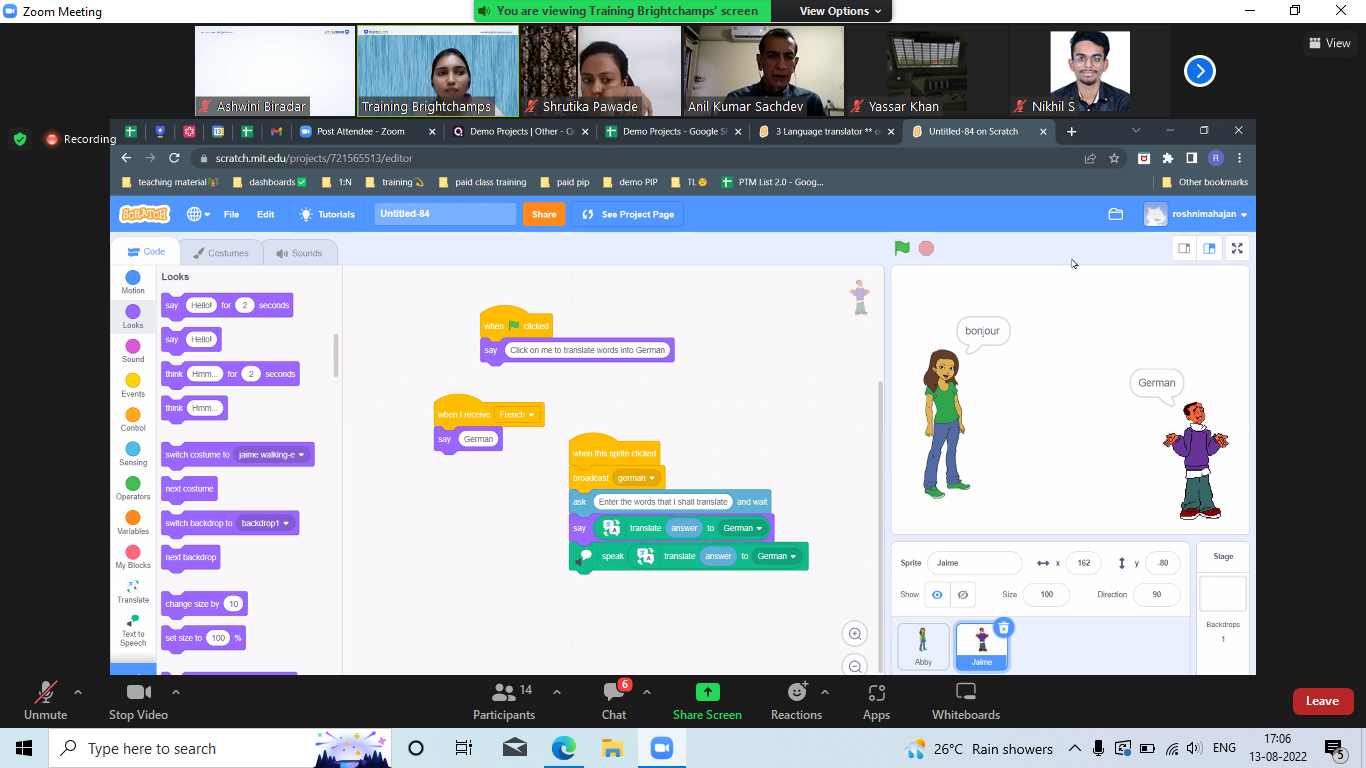 Zoom Meeting
You are viewing Training Brightchamps' screen
View Options
View
Ashwini Biradar
Training Brightchamps
Shrutika Pawade
Anil Kumar Sachdev
Yassar Khan
Nikhil S
Recording
Post Attendee - Zoom
Demo Projects | Other - Q
Demo Projects - Google S
3 Language translator ** o
Untitled-84 on Scratch
scratch.mit.edu/projects/721565513/editor
R
teaching material
dashboards
1:N
training
paid class training
paid pip
demo PIP
TL
PTM List 2.0 - Goog...
Other bookmarks
SCRATCH
File
Edit
Tutorials
Untitled-84
Share
See Project Page
roshnimahajan
Code
Costumes
Sounds
Motion
Looks
Sound
Events
Control
Sensing
Operators
Variables
My Blocks
Translate
Text to
Speech
Looks
say Hello! for 2 seconds
say Hello!
think Hmm... for 2 seconds
think Hmm...
switch costume to jaime walking-e
next costume
switch backdrop to backdrop1
next backdrop
change size by 10
set size to 100 %
when clicked
say Click on me to translate words into German
when I receive French
say German
when this sprite clicked
broadcast german
ask Enter the words that I shall translate and wait
say translate answer to German
speak translate answer to German
bonjour
German
Sprite Jaime x 162 y -80
Show Size 100 Direction 90
Stage
Backdrops
1
Abby
Jaime
Unmute
Stop Video
14
Participants
6
Chat
Share Screen
Reactions
Apps
Whiteboards
Leave
Type here to search
26°C Rain showers
ENG
17:06
13-08-2022
5